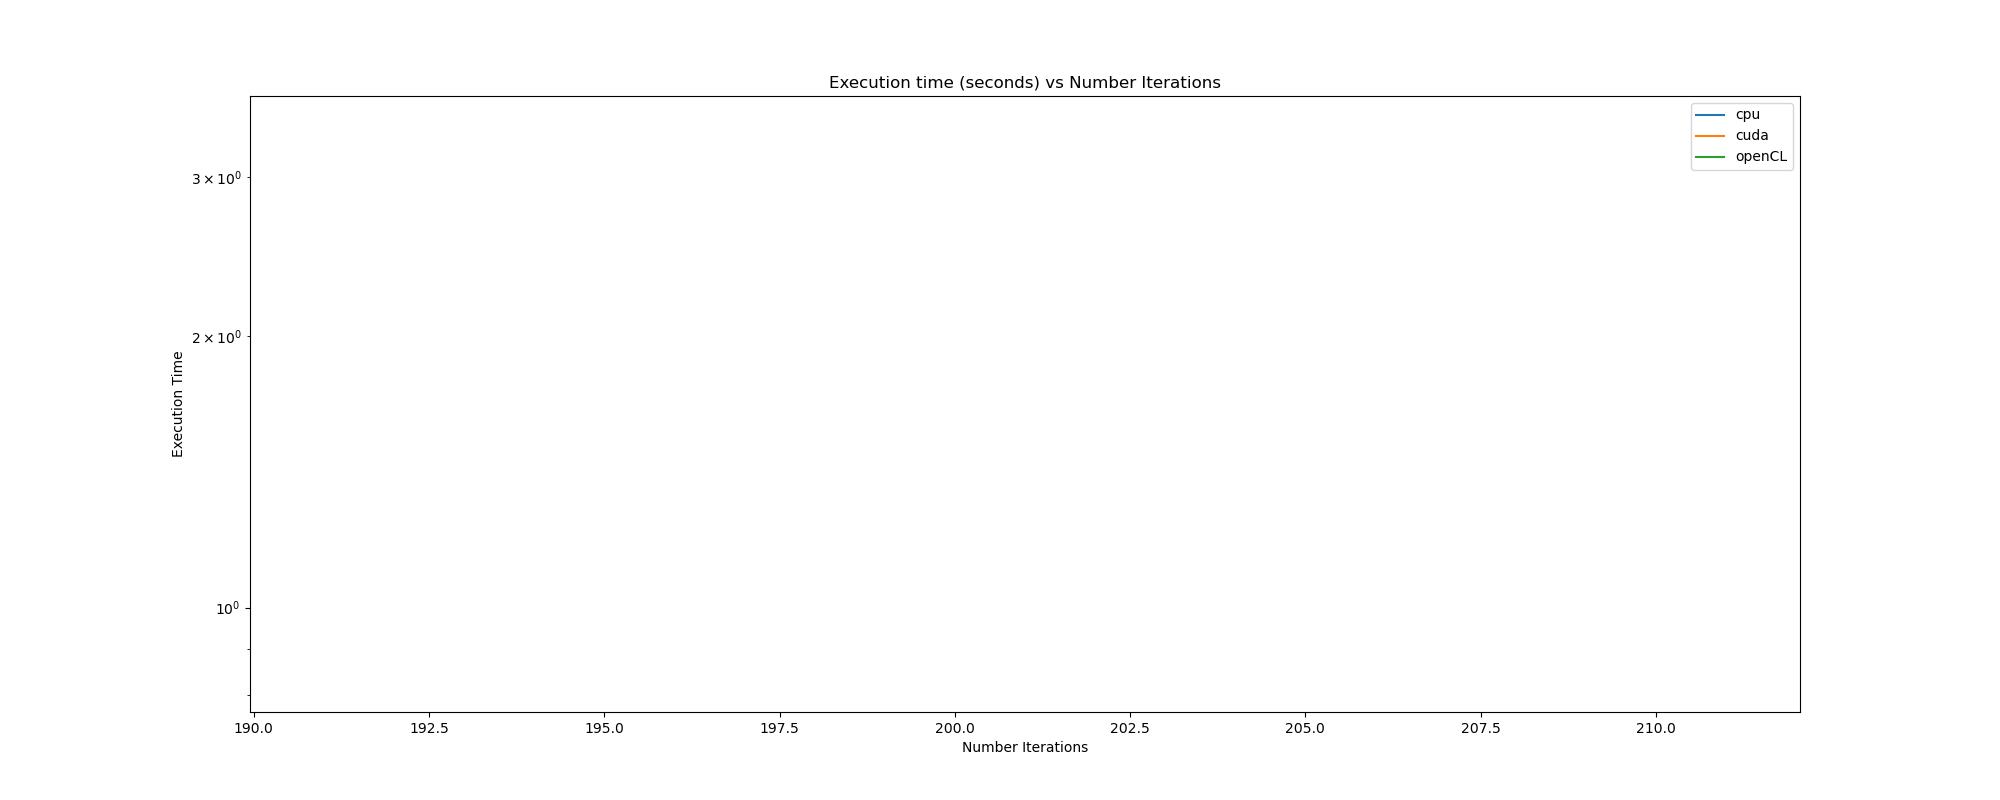 Execution time (seconds) vs Number Iterations
cpu
cuda
openCL
3 × 10⁰
2 × 10⁰
10⁰
Execution Time
190.0 192.5 195.0 197.5 200.0 202.5 205.0 207.5 210.0
Number Iterations